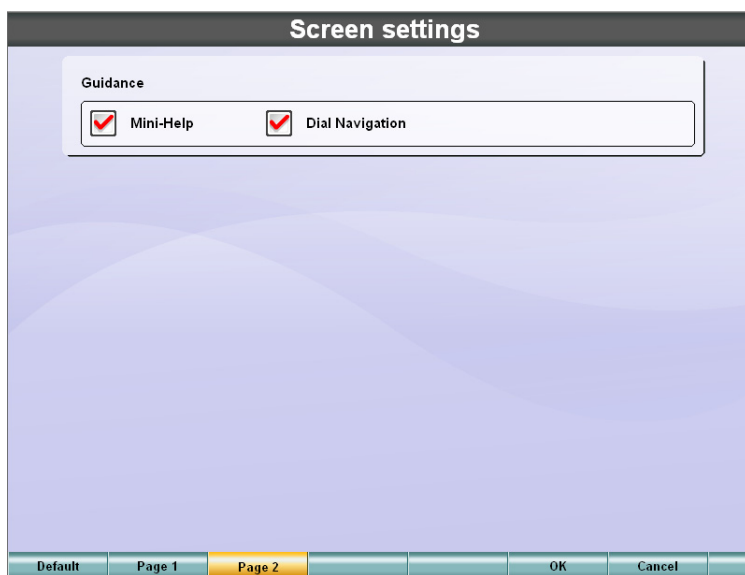 Screen settings
Guidance
Mini-Help Dial Navigation
Default Page 1 Page 2 OK Cancel